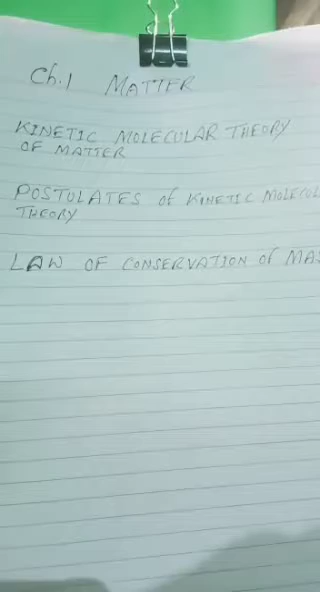 Ch.1 MATTER
KINETIC MOLECULAR THEORY
OF MATTER
POSTULATES of KINETIC
THEORY
LAW OF CONSERVATION of